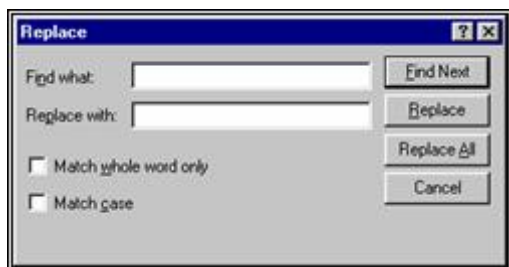 Replace
Find what:
Find Next
Replace with:
Replace
Replace All
Match whole word only
Cancel
Match case